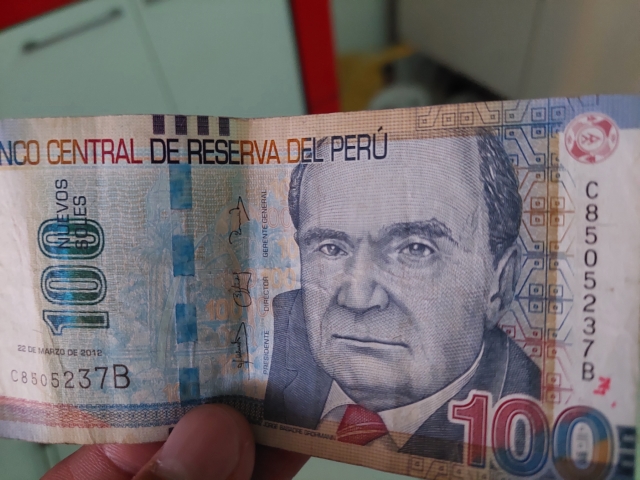 NCO CENTRAL DE RESERVA DEL PERÚ
100
NUEVOS
SOLES
PRESIDENTE
DIRECTOR
GERENTE GENERAL
22 DE MARZO DE 2012
C8505237B
C8505237B
100